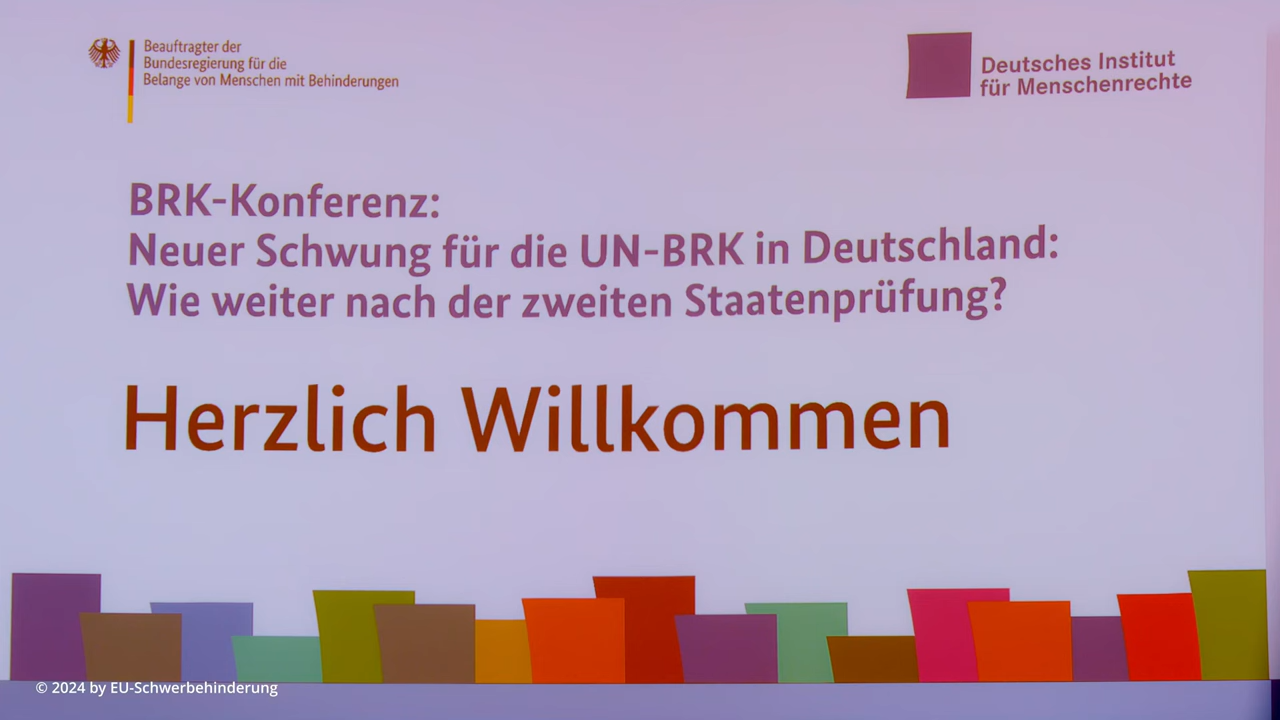 Beauftragter der
Bundesregierung für die
Belange von Menschen mit Behinderungen
Deutsches Institut
für Menschenrechte
BRK-Konferenz:
Neuer Schwung für die UN-BRK in Deutschland:
Wie weiter nach der zweiten Staatenprüfung?
Herzlich Willkommen
© 2024 by EU-Schwerbehinderung